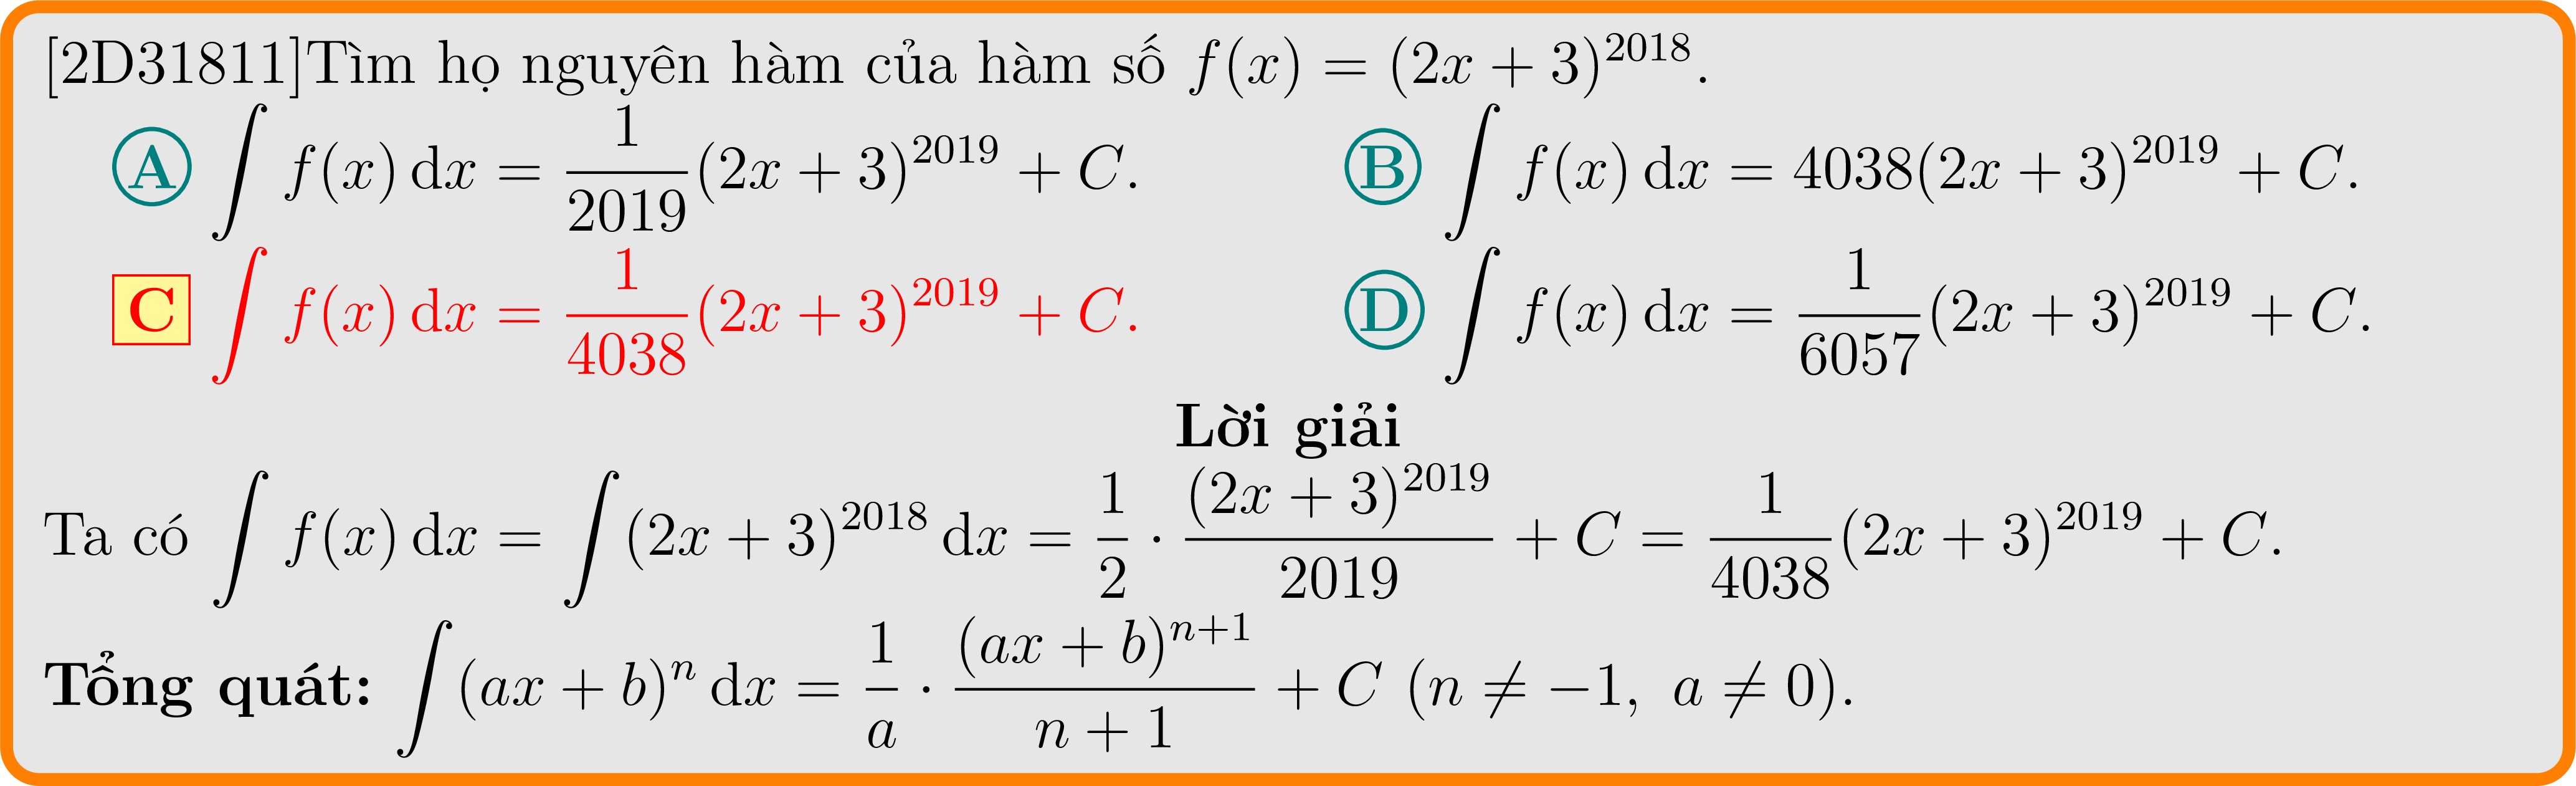 [2D31811]Tìm họ nguyên hàm của hàm số $f(x) = (2x + 3)^{2018}$.
A $\int f(x)\,\mathrm{d}x = \frac{1}{2019}(2x + 3)^{2019} + C$. B $\int f(x)\,\mathrm{d}x = 4038(2x + 3)^{2019} + C$.
C $\int f(x)\,\mathrm{d}x = \frac{1}{4038}(2x + 3)^{2019} + C$. D $\int f(x)\,\mathrm{d}x = \frac{1}{6057}(2x + 3)^{2019} + C$.
Lời giải
Ta có $\int f(x)\,\mathrm{d}x = \int (2x + 3)^{2018}\,\mathrm{d}x = \frac{1}{2} \cdot \frac{(2x + 3)^{2019}}{2019} + C = \frac{1}{4038}(2x + 3)^{2019} + C$.
Tổng quát: $\int (ax + b)^n\,\mathrm{d}x = \frac{1}{a} \cdot \frac{(ax + b)^{n+1}}{n + 1} + C \ (n \neq -1,\ a \neq 0)$.